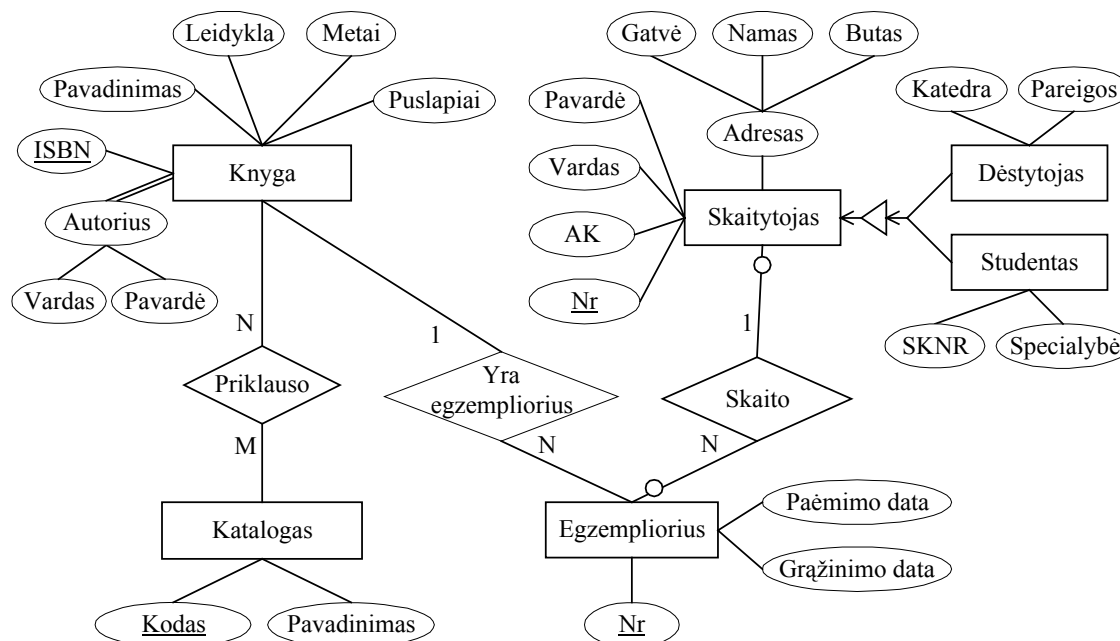 Leidykla
Metai
Pavadinimas
Puslapiai
ISBN
Knyga
Autorius
Vardas
Pavardė
N
1
Priklauso
Yra
egzempliorius
M
N
Katalogas
Kodas
Pavadinimas
Gatvė
Namas
Butas
Pavardė
Adresas
Vardas
AK
Nr
Skaitytojas
Katedra
Pareigos
Dėstytojas
Studentas
SKNR
Specialybė
1
Skaito
N
Egzempliorius
Paėmimo data
Grąžinimo data
Nr